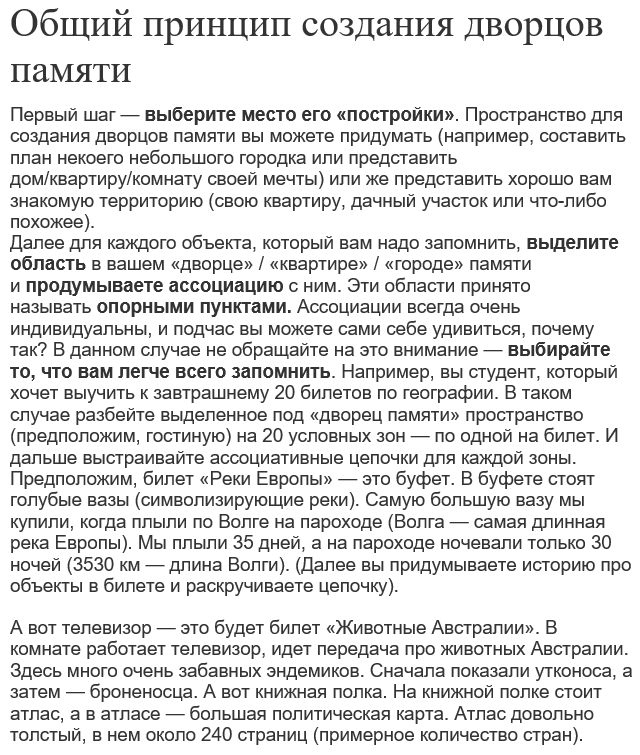 Общий принцип создания дворцов
памяти
Первый шаг — выберите место его «постройки». Пространство для
создания дворцов памяти вы можете придумать (например, составить
план некоего небольшого городка или представить
дом/квартиру/комнату своей мечты) или же представить хорошо вам
знакомую территорию (свою квартиру, дачный участок или что-либо
похожее).
Далее для каждого объекта, который вам надо запомнить, выделите
область в вашем «дворце» / «квартире» / «городе» памяти
и продумываете ассоциацию с ним. Эти области принято
называть опорными пунктами. Ассоциации всегда очень
индивидуальны, и подчас вы можете сами себе удивиться, почему
так? В данном случае не обращайте на это внимание — выбирайте
то, что вам легче всего запомнить. Например, вы студент, который
хочет выучить к завтрашнему 20 билетов по географии. В таком
случае разбейте выделенное под «дворец памяти» пространство
(предположим, гостиную) на 20 условных зон — по одной на билет. И
дальше выстраивайте ассоциативные цепочки для каждой зоны.
Предположим, билет «Реки Европы» — это буфет. В буфете стоят
голубые вазы (символизирующие реки). Самую большую вазу мы
купили, когда плыли по Волге на пароходе (Волга — самая длинная
река Европы). Мы плыли 35 дней, а на пароходе ночевали только 30
ночей (3530 км — длина Волги). (Далее вы придумываете историю про
объекты в билете и раскручиваете цепочку).
А вот телевизор — это будет билет «Животные Австралии». В
комнате работает телевизор, идет передача про животных Австралии.
Здесь много очень забавных эндемиков. Сначала показали утконоса, а
затем — броненосца. А вот книжная полка. На книжной полке стоит
атлас, а в атласе — большая политическая карта. Атлас довольно
толстый, в нем около 240 страниц (примерное количество стран).